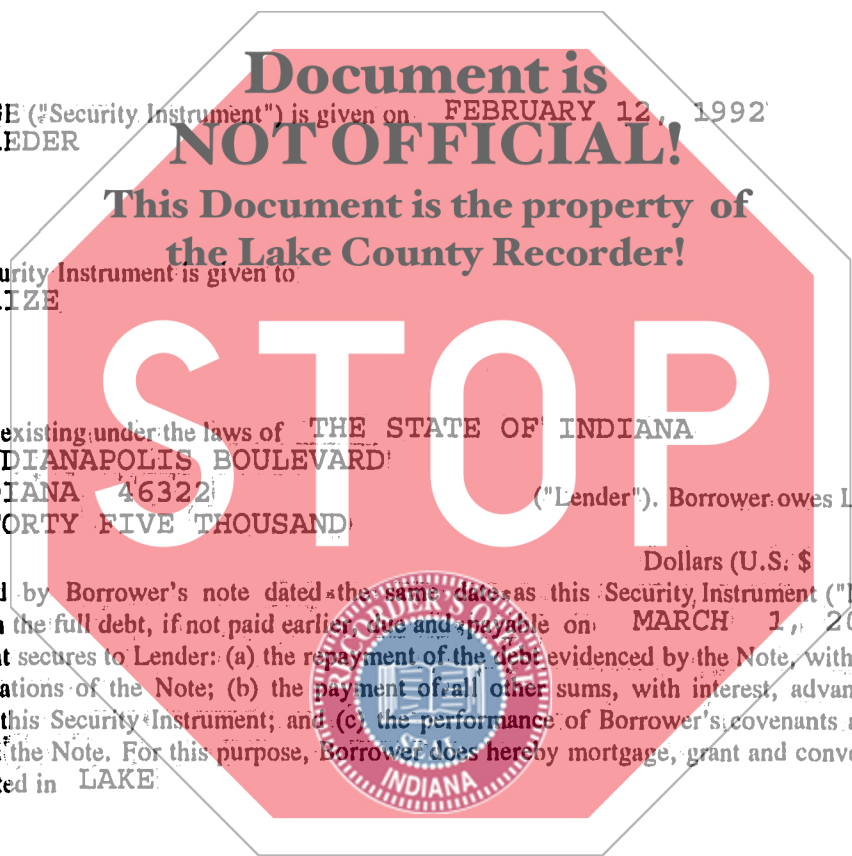 Document is
E ("Security Instrument") is given on FEBRUARY 12, 1992
EDER
NOT OFFICIAL!
This Document is the property of
the Lake County Recorder!
urity Instrument is given to
IZE
STOP
existing under the laws of THE STATE OF INDIANA
DIANAPOLIS BOULEVARD
IANA 46322
("Lender"). Borrower owes L
ORTY FIVE THOUSAND
Dollars (U.S. $
by Borrower's note dated the same date as this Security Instrument ("
the full debt, if not paid earlier, due and payable on MARCH 1, 20
t secures to Lender: (a) the repayment of the debt evidenced by the Note, with
ations of the Note; (b) the payment of all other sums, with interest, advan
this Security Instrument; and (c) the performance of Borrower's covenants a
the Note. For this purpose, Borrower does hereby mortgage, grant and conve
ed in LAKE
RECORDER'S OF
SEAL
INDIANA